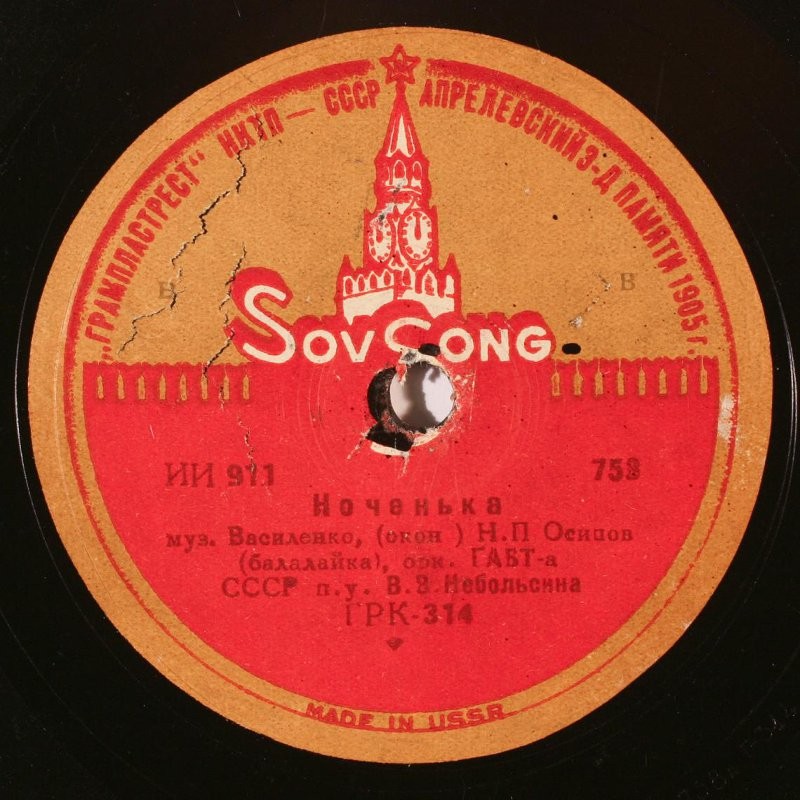 „ГРАМПЛАСТРЕСТ“ НКТП — СССР АПРЕЛЕВСКИЙ З-Д ПАМЯТИ 1905 г.
В В
SOVSONG
ИИ 911 753
Ноченька
муз. Василенко, (окон ) Н.П Осипов
(балалайка), орк. ГАБТ-а
СССР п.у. В.В Небольсина
ГРК-314
MADE IN USSR